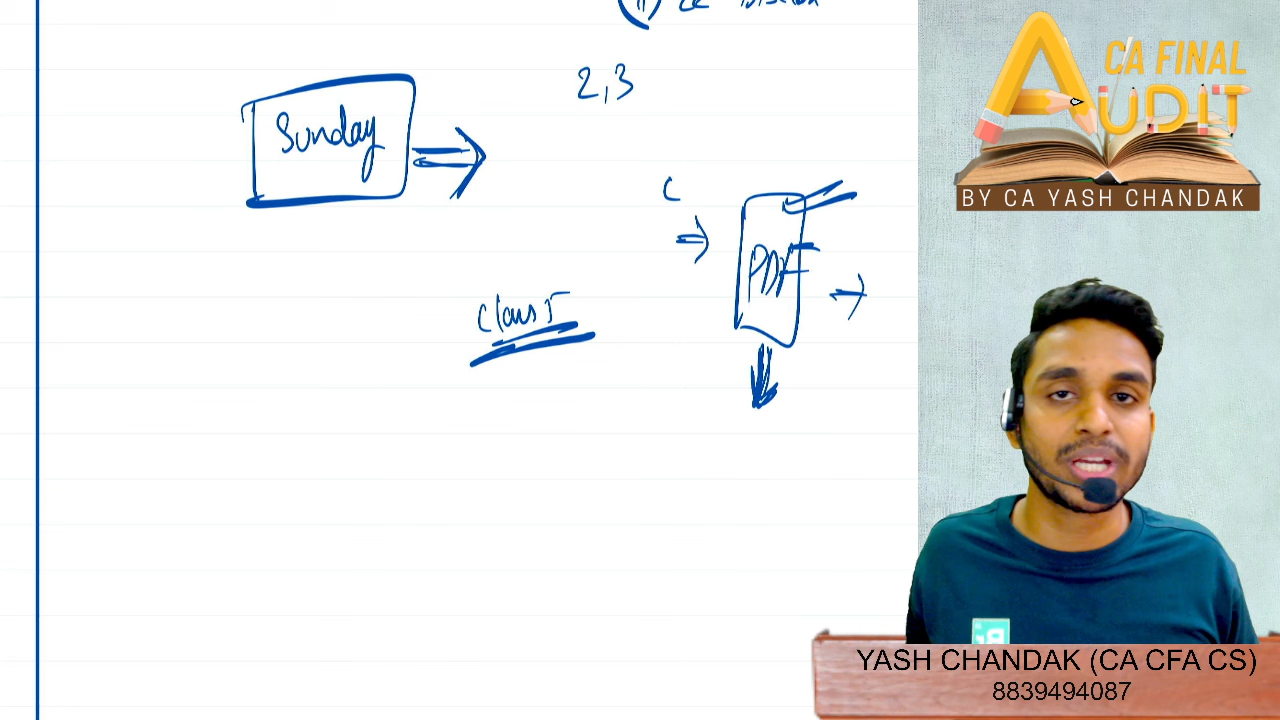 2,3
Sunday
C
PDF
Class
CA FINAL
AUDIT
BY CA YASH CHANDAK
YASH CHANDAK (CA CFA CS)
8839494087